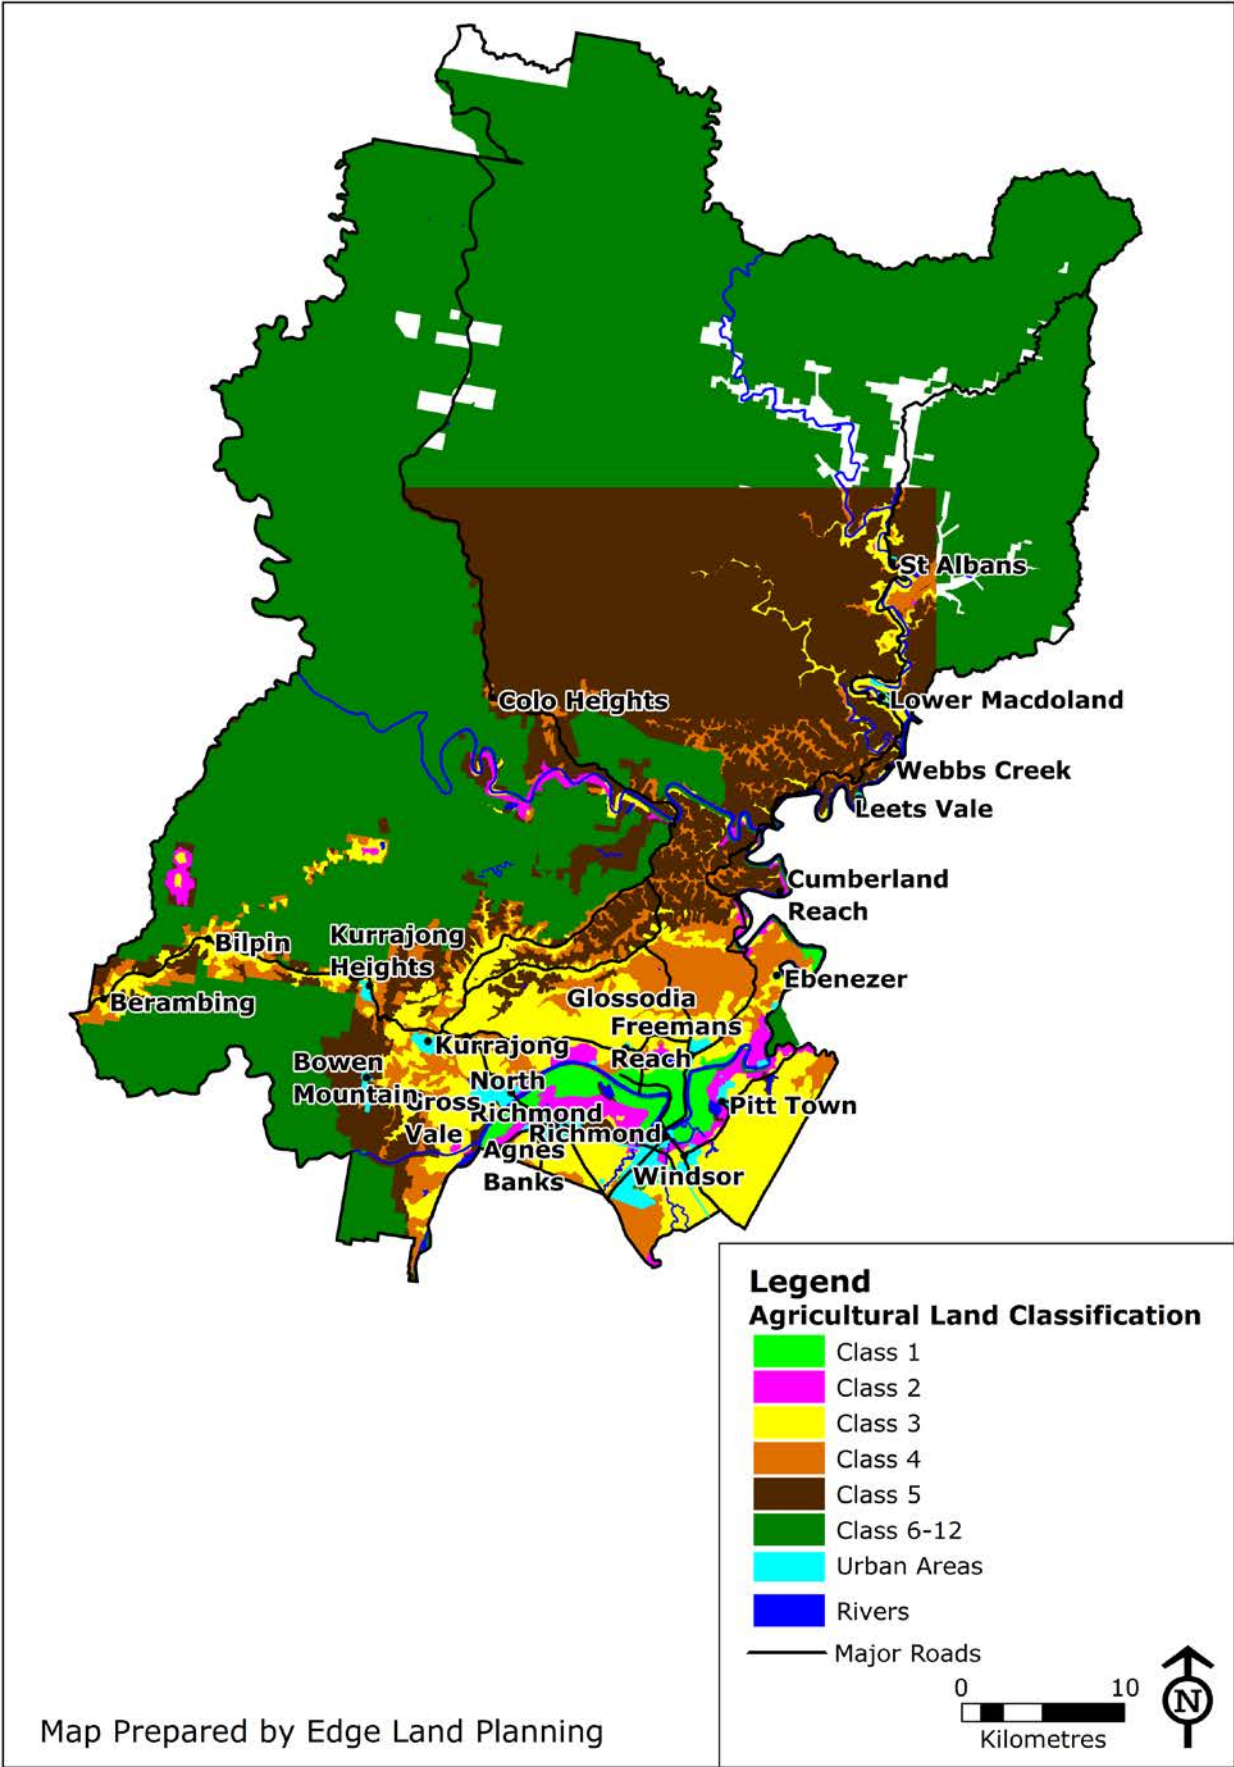 St Albans
Colo Heights
Lower Macdoland
Webbs Creek
Leets Vale
Cumberland
Reach
Bilpin
Kurrajong
Heights
Ebenezer
Berambing
Glossodia
Freemans
Reach
Kurrajong
Bowen
Mountain
North
Richmond
Gross
Vale
Pitt Town
Richmond
Agnes
Banks
Windsor
Legend
Agricultural Land Classification
Class 1
Class 2
Class 3
Class 4
Class 5
Class 6-12
Urban Areas
Rivers
Major Roads
0 10
Kilometres
N
Map Prepared by Edge Land Planning